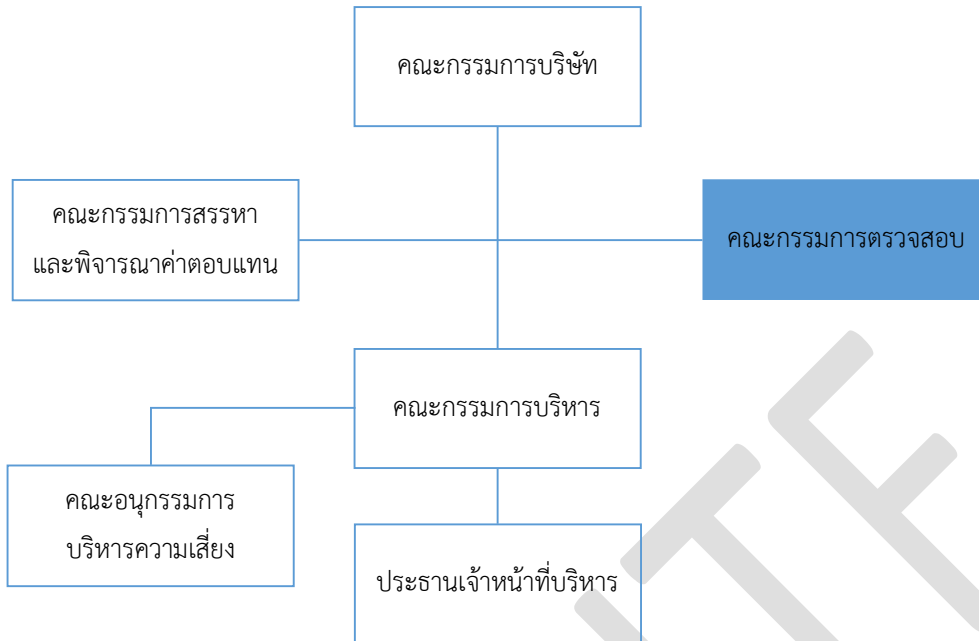 คณะกรรมการบริษัท
คณะกรรมการสรรหา
และพิจารณาค่าตอบแทน
คณะกรรมการตรวจสอบ
คณะกรรมการบริหาร
คณะอนุกรรมการ
บริหารความเสี่ยง
ประธานเจ้าหน้าที่บริหาร